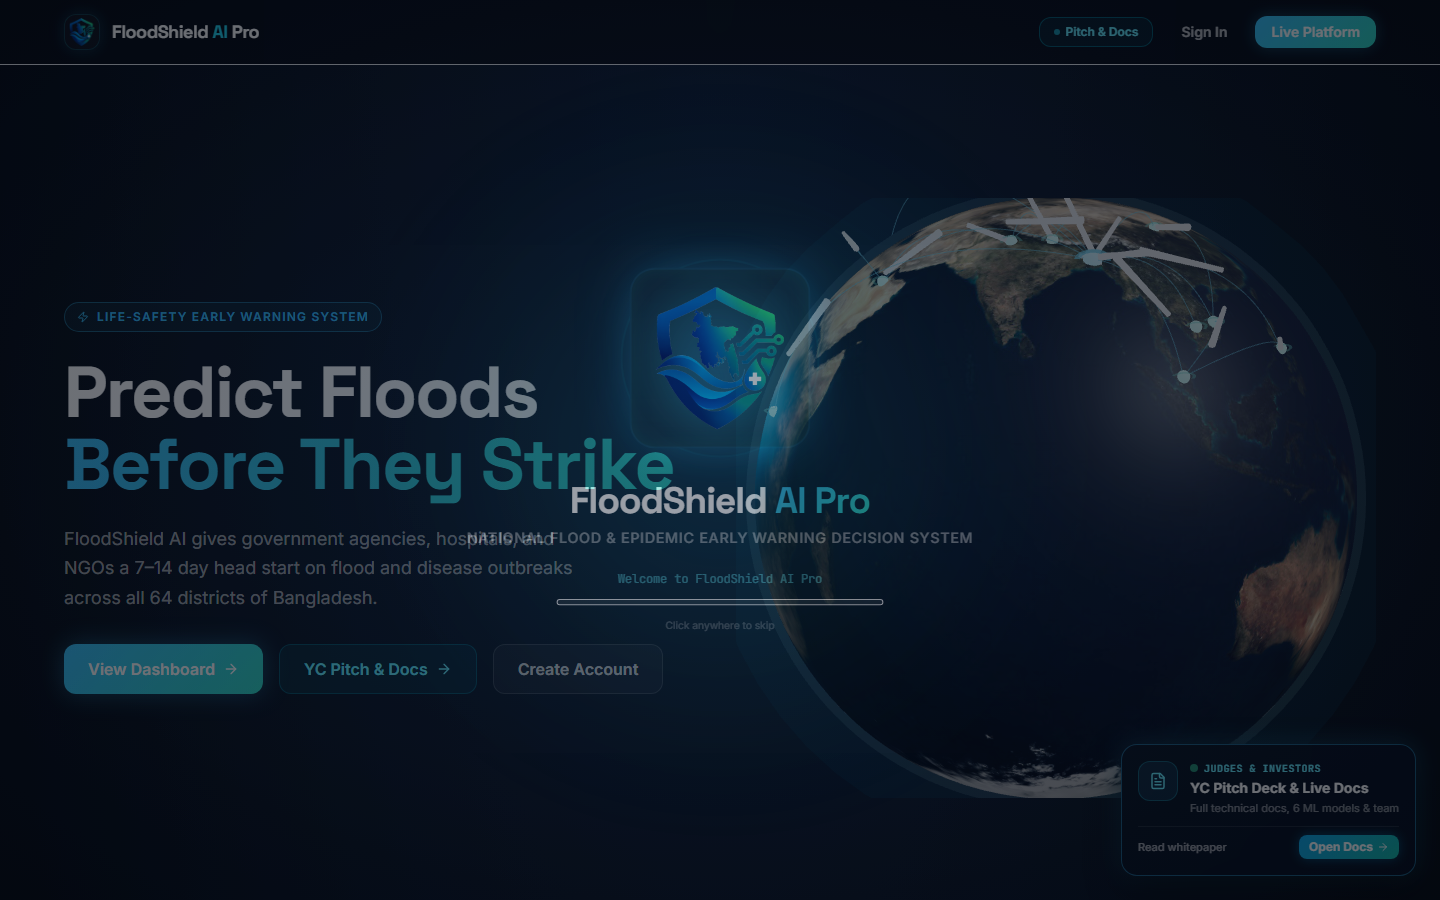 FloodShield AI Pro
Pitch & Docs
Sign In
Live Platform
LIFE-SAFETY EARLY WARNING SYSTEM
Predict Floods
Before They Strike
FloodShield AI gives government agencies, hospitals, and
NGOs a 7–14 day head start on flood and disease outbreaks
across all 64 districts of Bangladesh.
View Dashboard →
YC Pitch & Docs →
Create Account
FloodShield AI Pro
NATIONAL FLOOD & EPIDEMIC EARLY WARNING DECISION SYSTEM
Welcome to FloodShield AI Pro
Click anywhere to skip
JUDGES & INVESTORS
YC Pitch Deck & Live Docs
Full technical docs, 6 ML models & team
Read whitepaper
Open Docs →